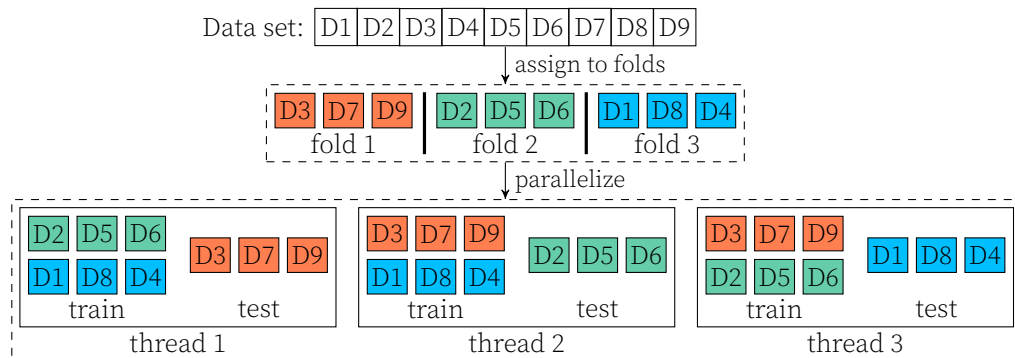 Data set: D1 D2 D3 D4 D5 D6 D7 D8 D9
assign to folds
D3 D7 D9 D2 D5 D6 D1 D8 D4
fold 1 fold 2 fold 3
parallelize
D2 D5 D6 D3 D7 D9 D3 D7 D9
D3 D7 D9 D2 D5 D6 D1 D8 D4
D1 D8 D4 D1 D8 D4 D2 D5 D6
train test train test train test
thread 1 thread 2 thread 3